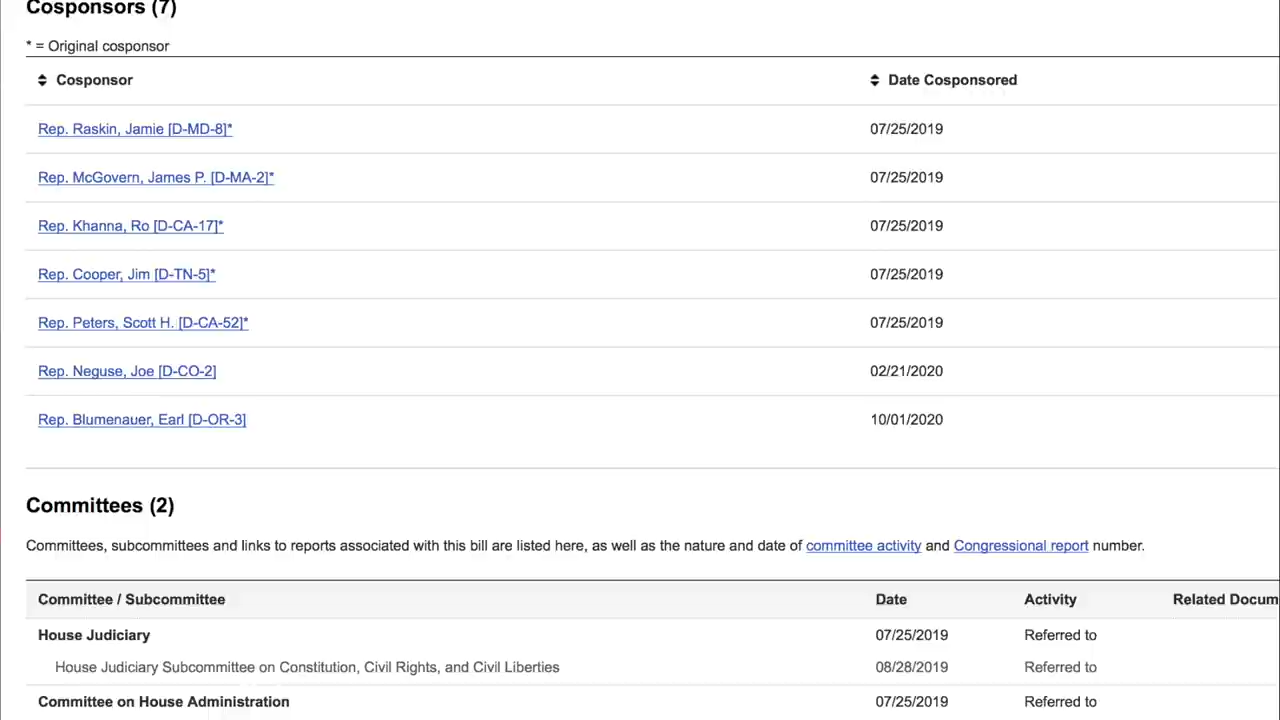 Cosponsors (7)
* = Original cosponsor
Cosponsor Date Cosponsored
Rep. Raskin, Jamie [D-MD-8]* 07/25/2019
Rep. McGovern, James P. [D-MA-2]* 07/25/2019
Rep. Khanna, Ro [D-CA-17]* 07/25/2019
Rep. Cooper, Jim [D-TN-5]* 07/25/2019
Rep. Peters, Scott H. [D-CA-52]* 07/25/2019
Rep. Neguse, Joe [D-CO-2] 02/21/2020
Rep. Blumenauer, Earl [D-OR-3] 10/01/2020
Committees (2)
Committees, subcommittees and links to reports associated with this bill are listed here, as well as the nature and date of committee activity and Congressional report number.
Committee / Subcommittee Date Activity Related Docum
House Judiciary 07/25/2019 Referred to
House Judiciary Subcommittee on Constitution, Civil Rights, and Civil Liberties 08/28/2019 Referred to
Committee on House Administration 07/25/2019 Referred to